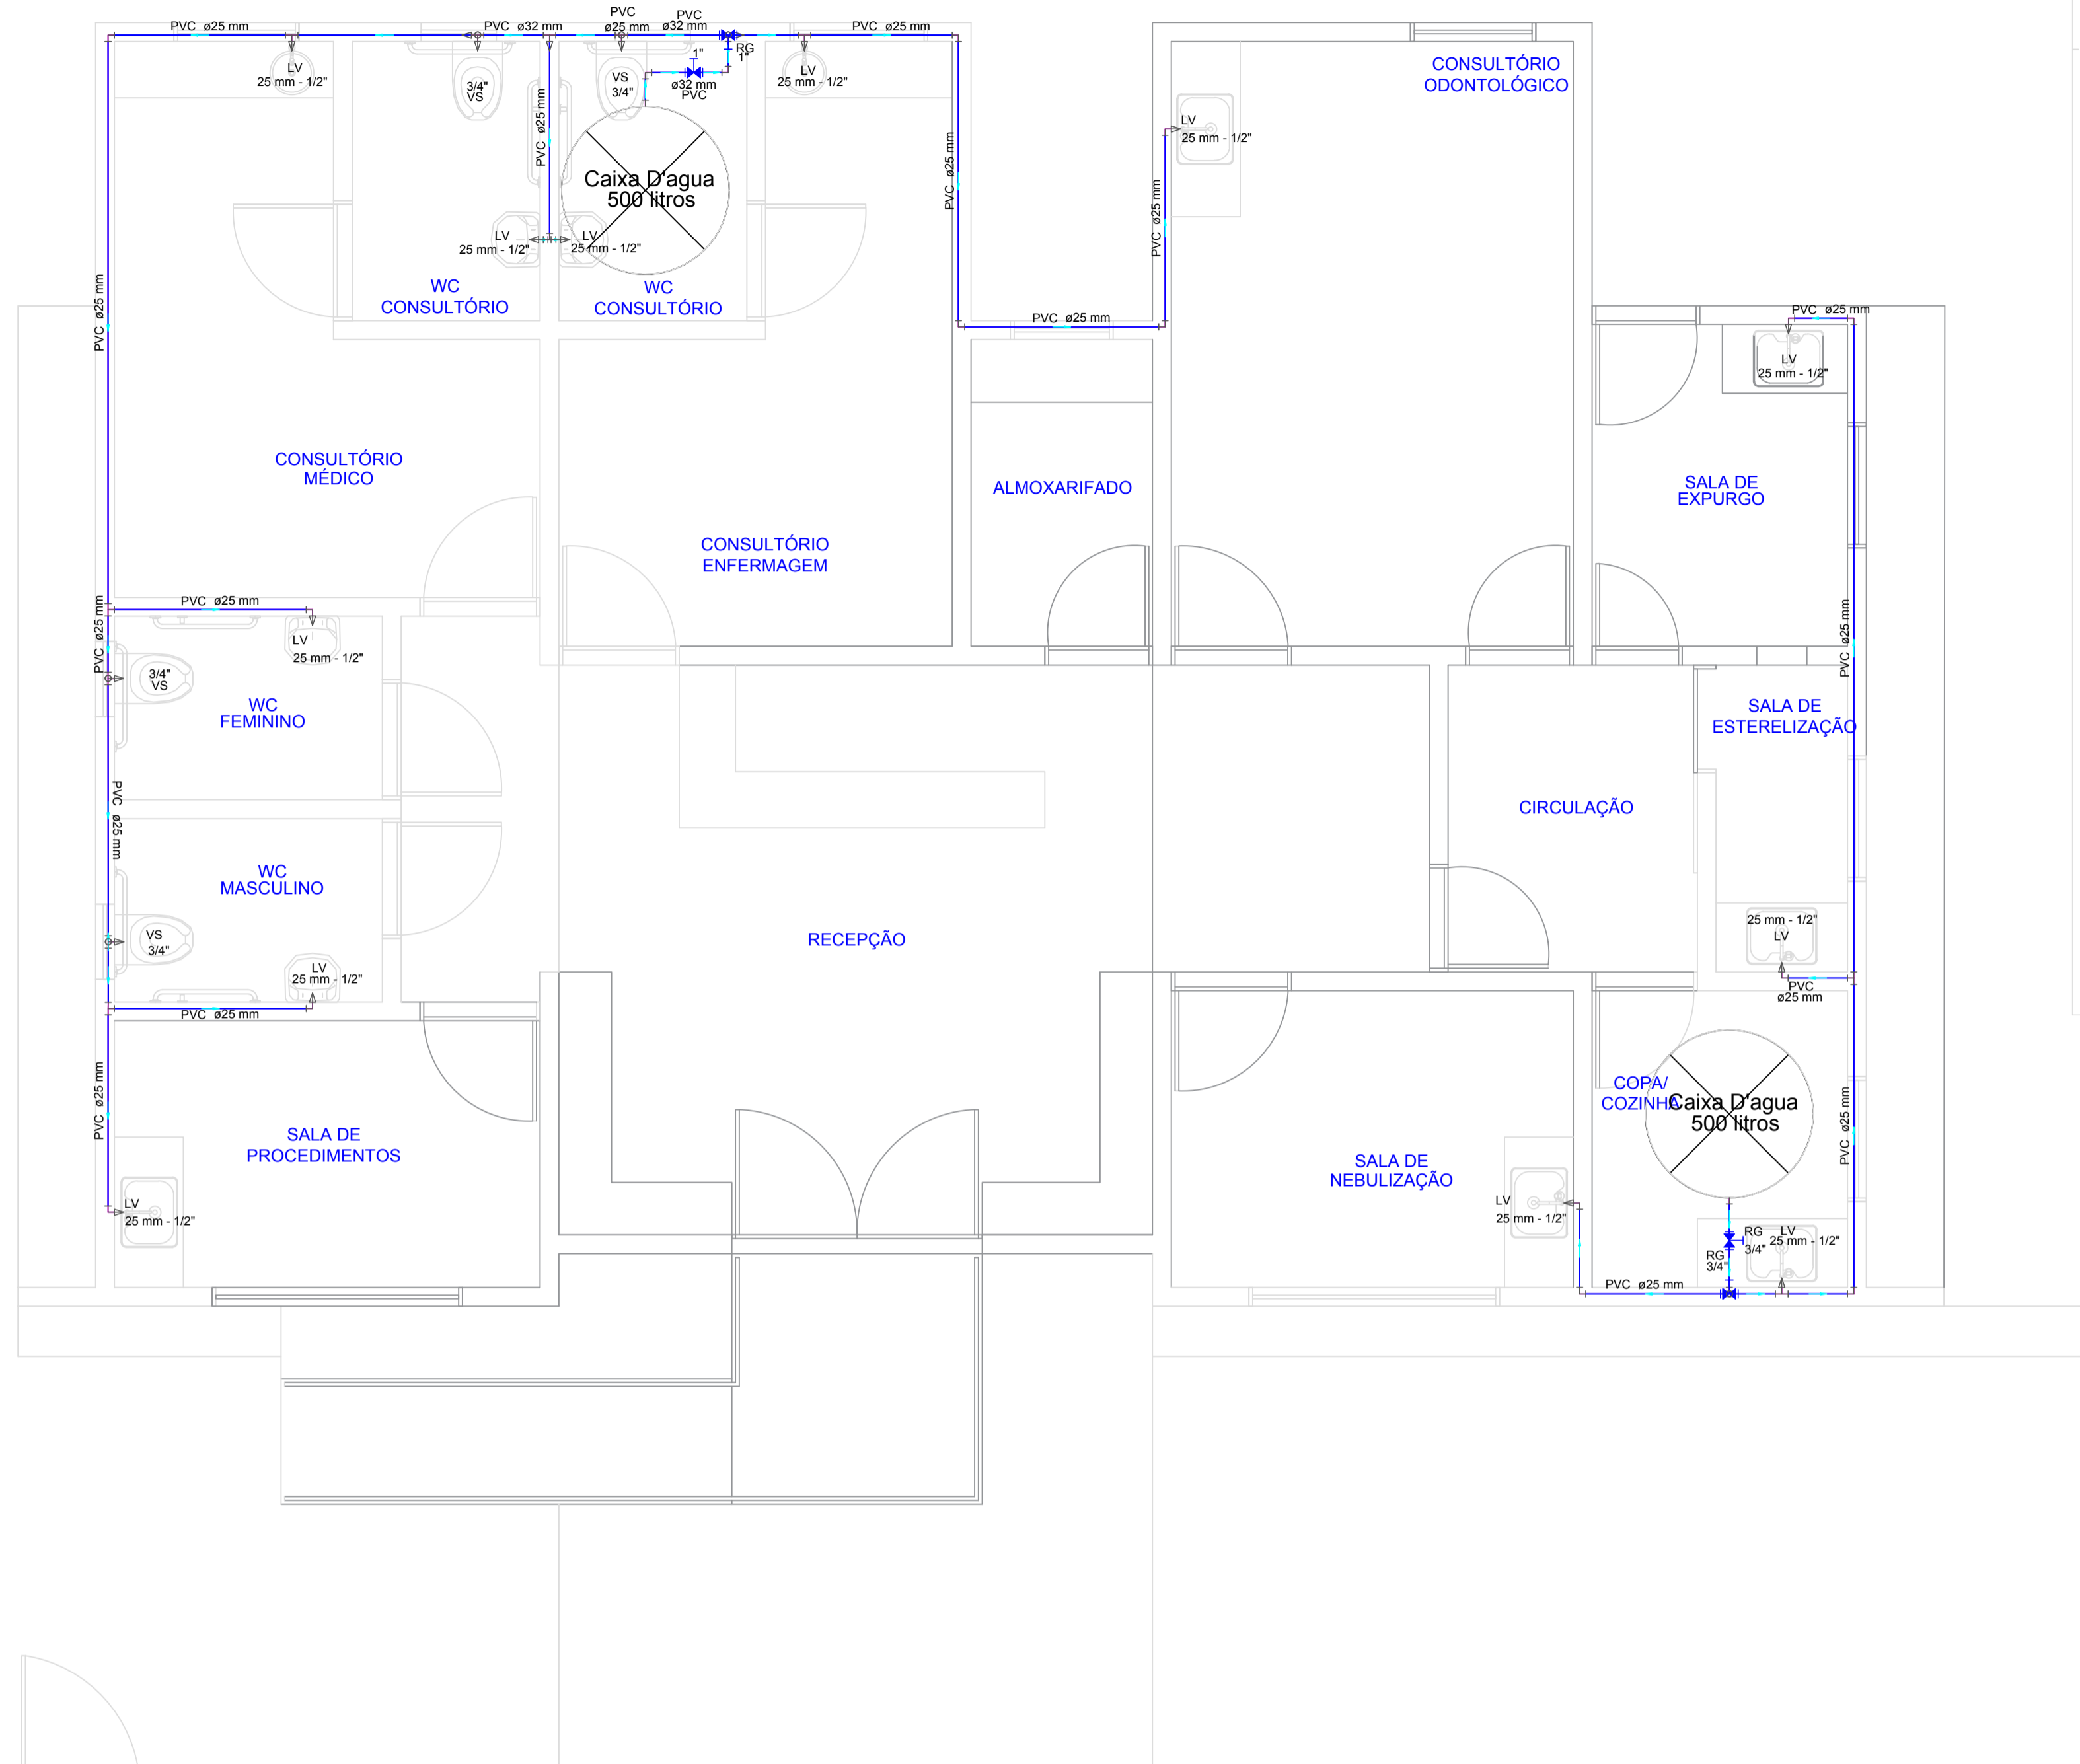 PVC ø25 mm
PVC ø32 mm
PVC
ø25 mm
PVC
ø32 mm
PVC ø25 mm
RG
1"
1"
ø32 mm
PVC
LV
25 mm - 1/2"
3/4"
VS
VS
3/4"
LV
25 mm - 1/2"
PVC ø25 mm
Caixa D'agua
500 litros
LV
25 mm - 1/2"
LV
25 mm - 1/2"
WC
CONSULTÓRIO
WC
CONSULTÓRIO
PVC ø25 mm
PVC ø25 mm
PVC ø25 mm
PVC ø25 mm
CONSULTÓRIO
ODONTOLÓGICO
LV
25 mm - 1/2"
PVC ø25 mm
LV
25 mm - 1/2"
CONSULTÓRIO
MÉDICO
ALMOXARIFADO
SALA DE
EXPURGO
CONSULTÓRIO
ENFERMAGEM
PVC ø25 mm
PVC ø25 mm
LV
25 mm - 1/2"
3/4"
VS
WC
FEMININO
PVC ø25 mm
SALA DE
ESTERELIZAÇÃO
PVC ø25 mm
CIRCULAÇÃO
WC
MASCULINO
VS
3/4"
LV
25 mm - 1/2"
PVC ø25 mm
RECEPÇÃO
25 mm - 1/2"
LV
PVC
ø25 mm
PVC ø25 mm
SALA DE
PROCEDIMENTOS
LV
25 mm - 1/2"
COPA/
COZINHA
Caixa D'agua
500 litros
PVC ø25 mm
SALA DE
NEBULIZAÇÃO
LV
25 mm - 1/2"
RG
3/4"
RG
3/4"
LV
25 mm - 1/2"
PVC ø25 mm